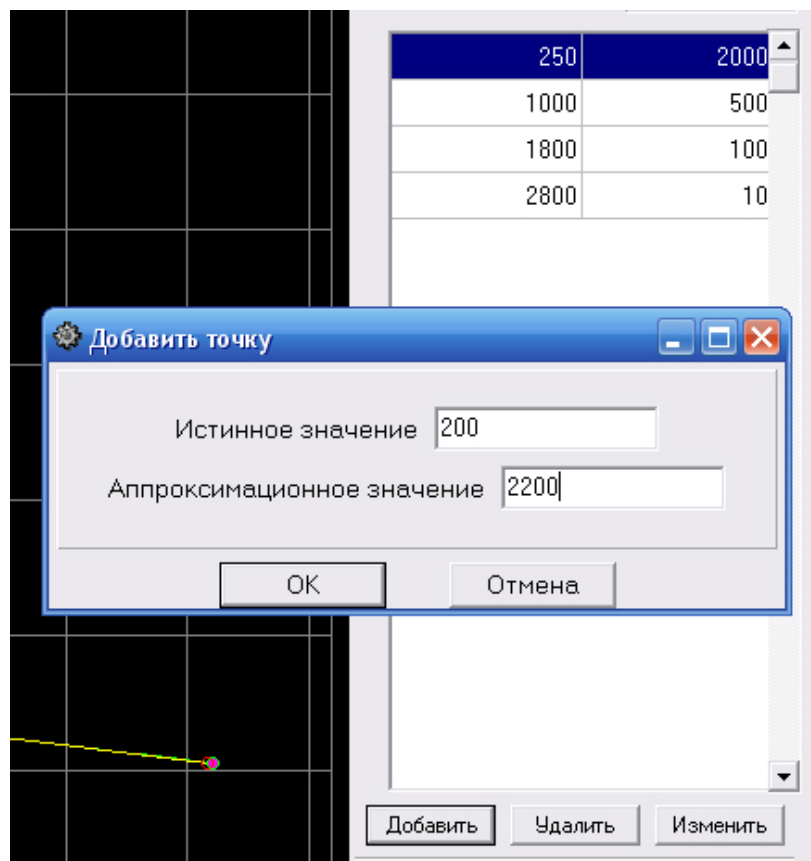 250 2000
1000 500
1800 100
2800 10
Добавить точку
Истинное значение 200
Аппроксимационное значение 2200
OK Отмена
Добавить Удалить Изменить